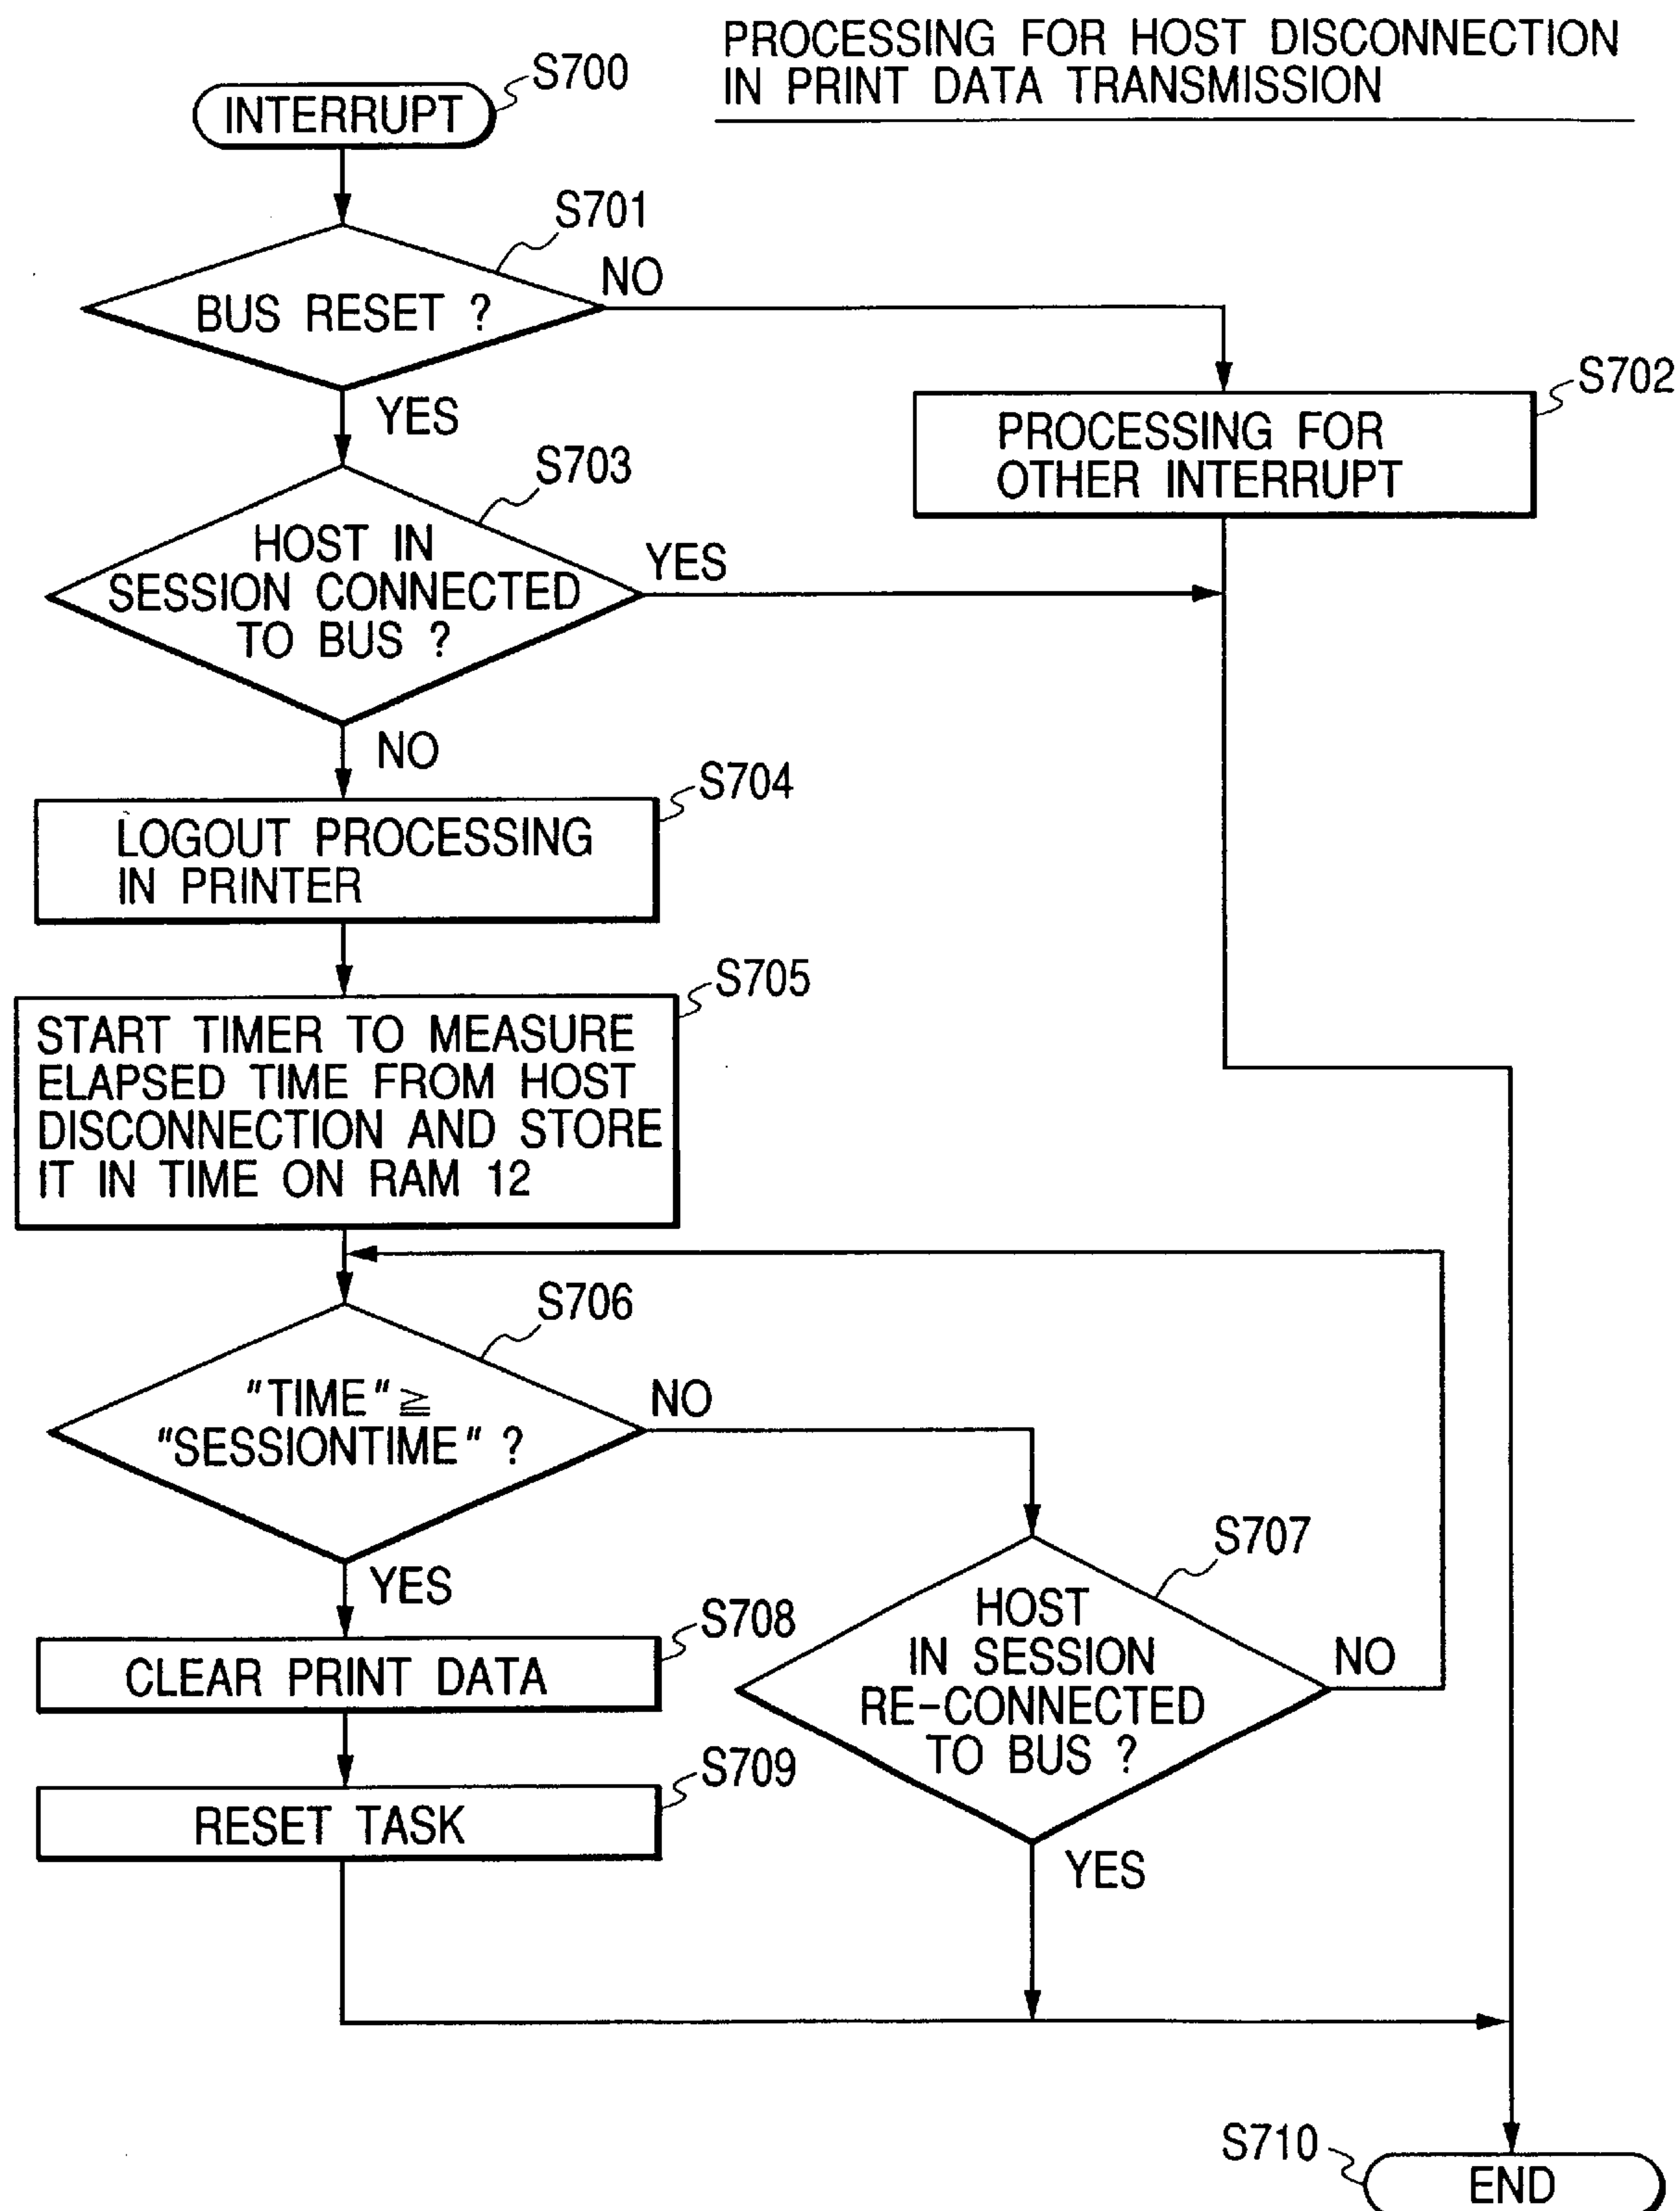 PROCESSING FOR HOST DISCONNECTION
IN PRINT DATA TRANSMISSION
S700
INTERRUPT
S701
BUS RESET ?
NO
YES
S702
PROCESSING FOR
OTHER INTERRUPT
S703
HOST IN
SESSION CONNECTED
TO BUS ?
YES
NO
S704
LOGOUT PROCESSING
IN PRINTER
S705
START TIMER TO MEASURE
ELAPSED TIME FROM HOST
DISCONNECTION AND STORE
IT IN TIME ON RAM 12
S706
"TIME" ≧
"SESSIONTIME" ?
NO
YES
S707
HOST
IN SESSION
RE-CONNECTED
TO BUS ?
NO
YES
S708
CLEAR PRINT DATA
S709
RESET TASK
S710
END